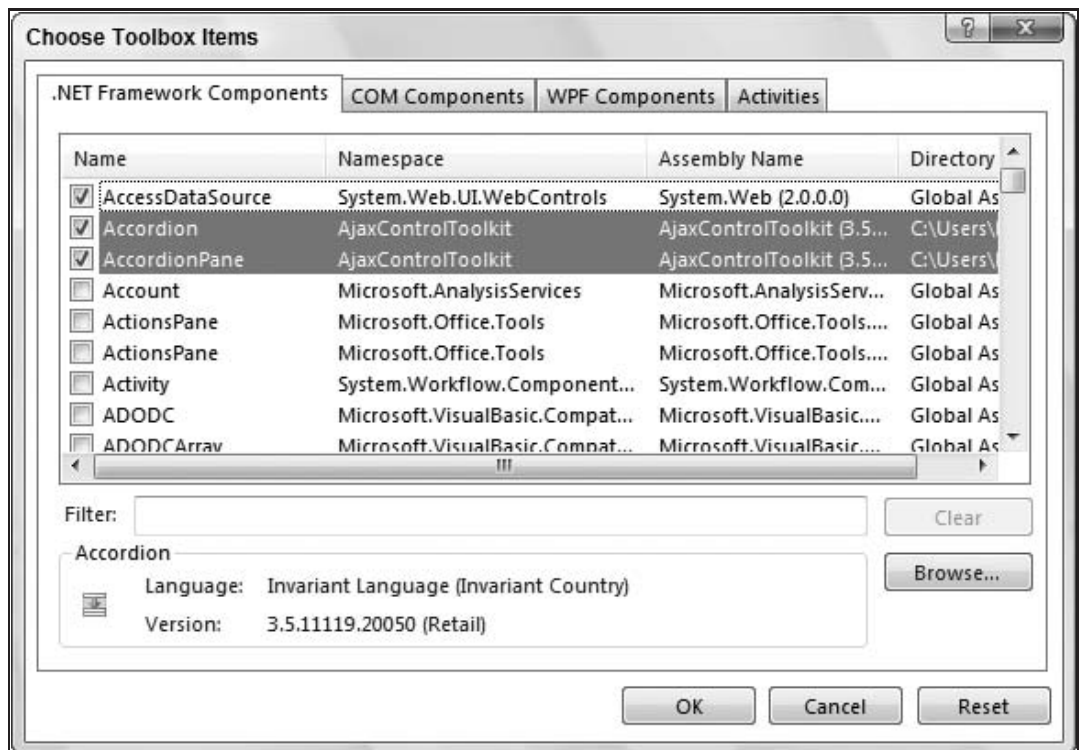 Choose Toolbox Items
.NET Framework Components COM Components WPF Components Activities
Name Namespace Assembly Name Directory
AccessDataSource System.Web.UI.WebControls System.Web (2.0.0.0) Global As
Accordion AjaxControlToolkit AjaxControlToolkit (3.5... C:\Users\
AccordionPane AjaxControlToolkit AjaxControlToolkit (3.5... C:\Users\
Account Microsoft.AnalysisServices Microsoft.AnalysisServ... Global As
ActionsPane Microsoft.Office.Tools Microsoft.Office.Tools.... Global As
ActionsPane Microsoft.Office.Tools Microsoft.Office.Tools.... Global As
Activity System.Workflow.Component... System.Workflow.Com... Global As
ADODC Microsoft.VisualBasic.Compat... Microsoft.VisualBasic.... Global As
ADODCArray Microsoft.VisualBasic.Compat... Microsoft.VisualBasic.... Global As
Filter: Clear
Accordion
Browse...
Language: Invariant Language (Invariant Country)
Version: 3.5.11119.20050 (Retail)
OK Cancel Reset